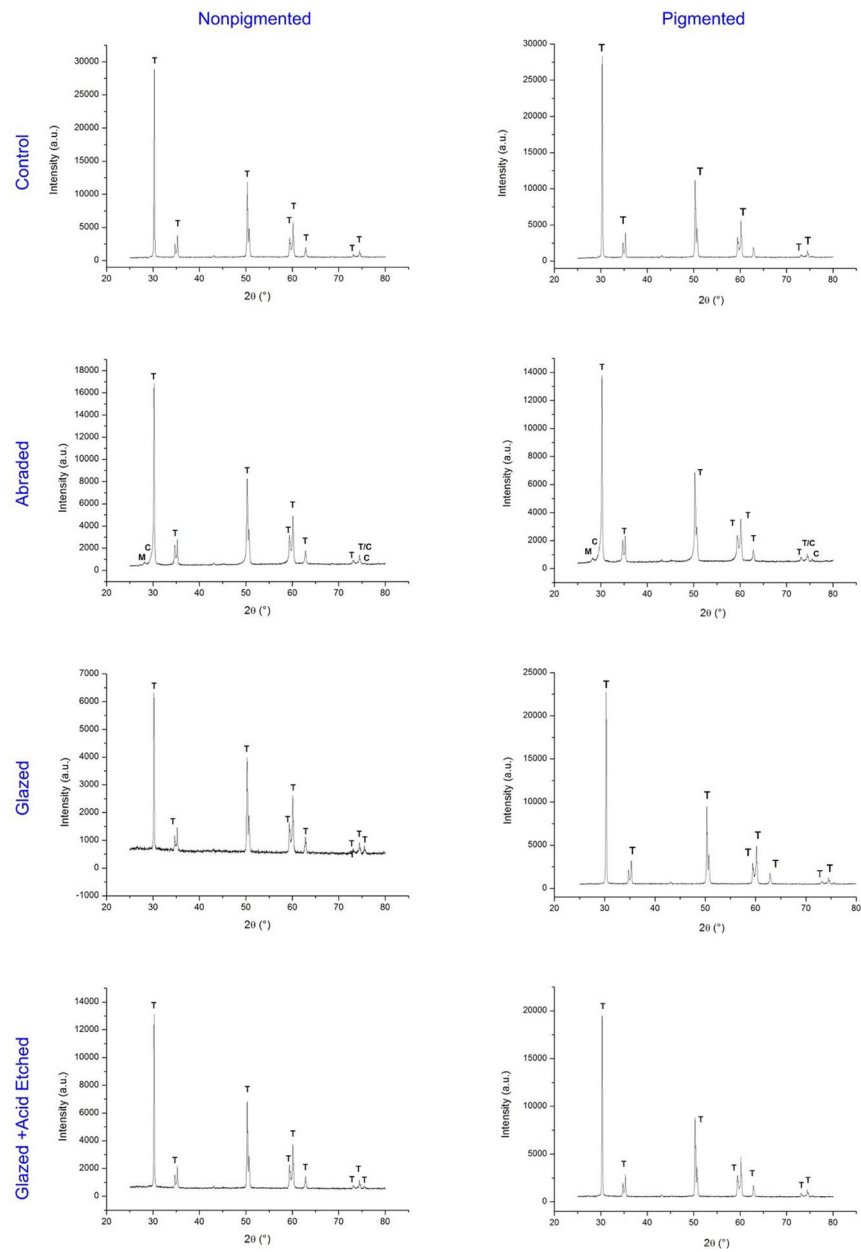 Nonpigmented
Pigmented
Control
Intensity (a.u.)
30000
25000
20000
15000
10000
5000
0
T
T
T
T
T
T
T
T
20 30 40 50 60 70 80
2θ (°)
Intensity (a.u.)
30000
25000
20000
15000
10000
5000
0
T
T
T
T
T
T
20 30 40 50 60 70 80
2θ (°)
Abraded
Intensity (a.u.)
18000
16000
14000
12000
10000
8000
6000
4000
2000
0
M
C
T
T
T
T
T
T
T
T/C
C
20 30 40 50 60 70 80
2θ (°)
Intensity (a.u.)
14000
12000
10000
8000
6000
4000
2000
0
M
C
T
T
T
T
T
T
T
T/C
C
20 30 40 50 60 70 80
2θ (°)
Glazed
Intensity (a.u.)
7000
6000
5000
4000
3000
2000
1000
0
-1000
T
T
T
T
T
T
T
T
T
T
20 30 40 50 60 70 80
2θ (°)
Intensity (a.u.)
25000
20000
15000
10000
5000
0
T
T
T
T
T
T
T
T
20 30 40 50 60 70 80
2θ (°)
Glazed +Acid Etched
Intensity (a.u.)
14000
12000
10000
8000
6000
4000
2000
0
T
T
T
T
T
T
T
T
T
20 30 40 50 60 70 80
2θ (°)
Intensity (a.u.)
20000
15000
10000
5000
0
T
T
T
T
T
T
T
20 30 40 50 60 70 80
2θ (°)